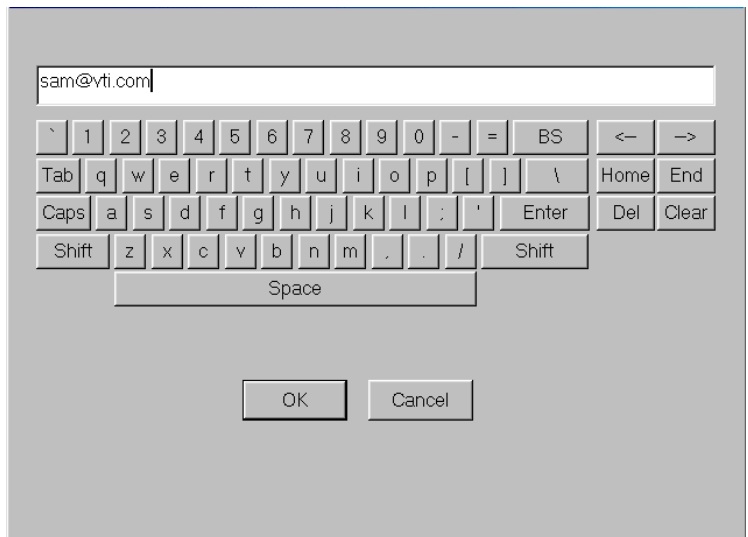 sam@vti.com
` 1 2 3 4 5 6 7 8 9 0 - = BS <-- -->
Tab q w e r t y u i o p [ ] \ Home End
Caps a s d f g h j k l ; ' Enter Del Clear
Shift z x c v b n m , . / Shift
Space
OK Cancel